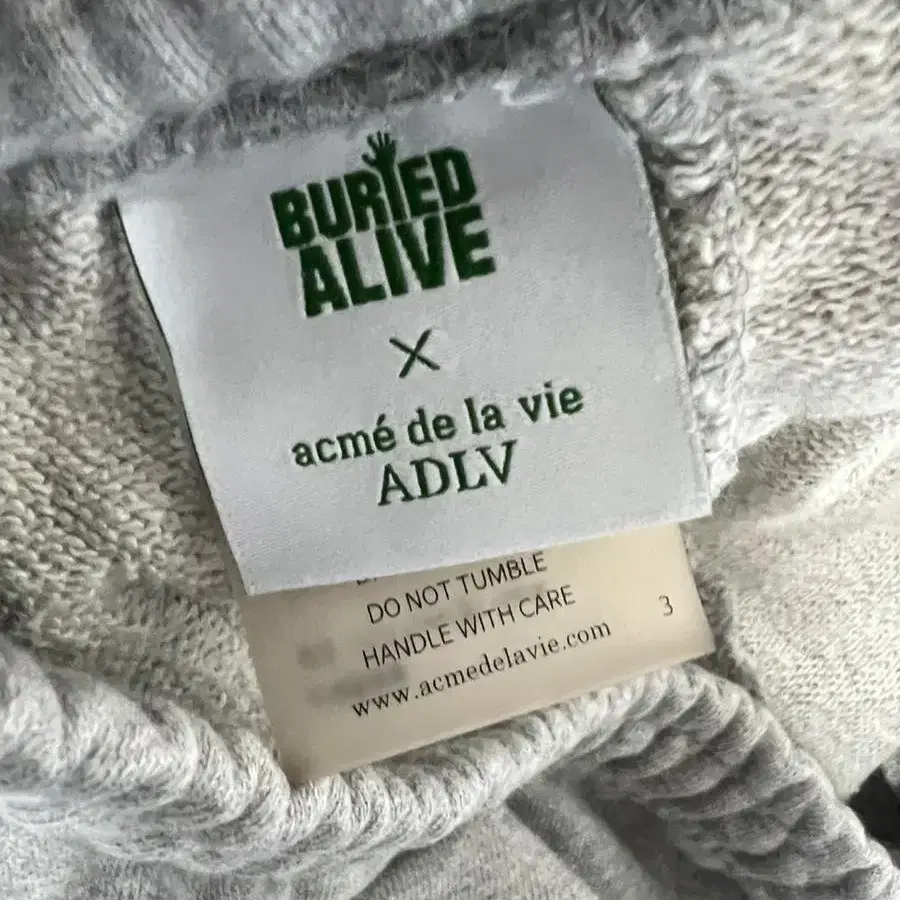 BURIED
ALIVE
X
acmé de la vie
ADLV
DO NOT TUMBLE
HANDLE WITH CARE
3
www.acmedelavie.com